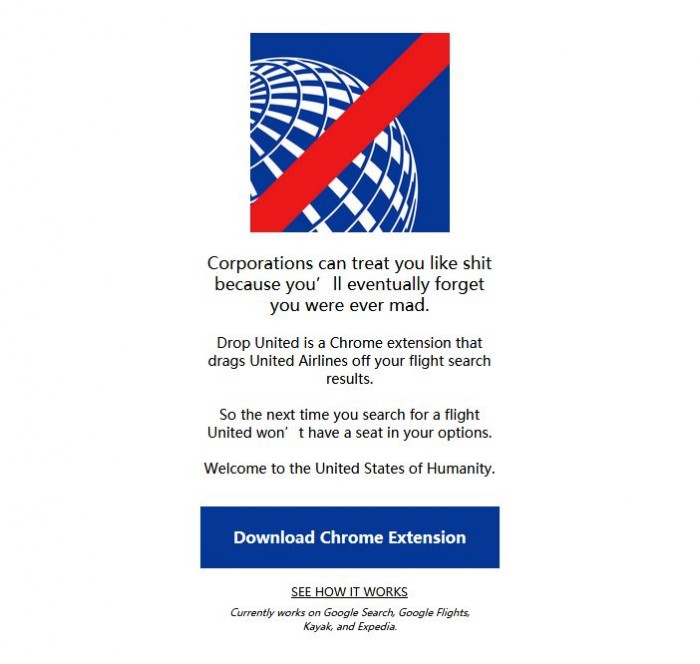 Corporations can treat you like shit
because you’ll eventually forget
you were ever mad.
Drop United is a Chrome extension that
drags United Airlines off your flight search
results.
So the next time you search for a flight
United won’t have a seat in your options.
Welcome to the United States of Humanity.
Download Chrome Extension
SEE HOW IT WORKS
Currently works on Google Search, Google Flights,
Kayak, and Expedia.